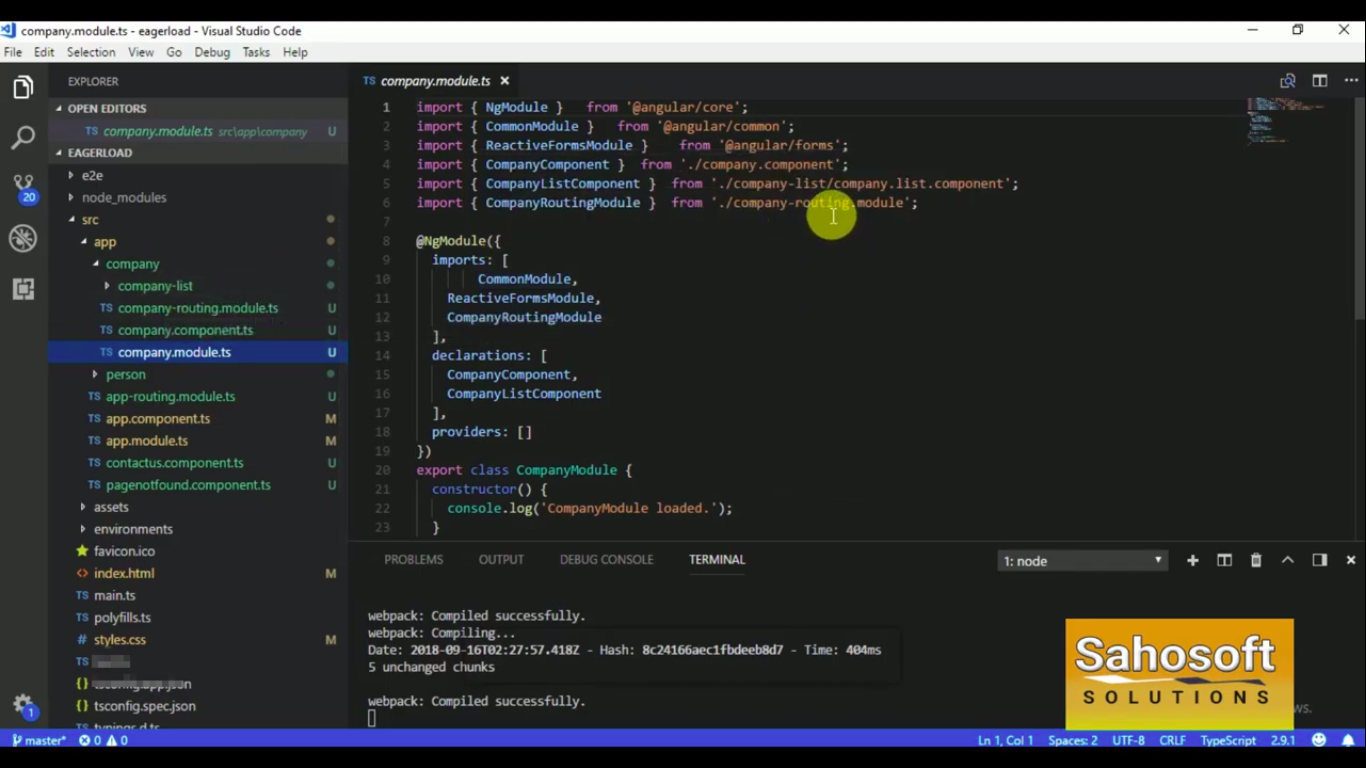 company.module.ts - eagerload - Visual Studio Code
File Edit Selection View Go Debug Tasks Help
EXPLORER
OPEN EDITORS
TS company.module.ts src\app\company U
EAGERLOAD
e2e
node_modules
src
app
company
company-list
TS company-routing.module.ts U
TS company.component.ts U
TS company.module.ts U
person
TS app-routing.module.ts U
TS app.component.ts M
TS app.module.ts M
TS contactus.component.ts U
TS pagenotfound.component.ts U
assets
environments
favicon.ico
<> index.html M
TS main.ts
TS polyfills.ts
# styles.css M
TS
{} tsconfig.app.json
{} tsconfig.spec.json
TS typings.d.ts
20
1
TS company.module.ts
1 import { NgModule } from '@angular/core';
2 import { CommonModule } from '@angular/common';
3 import { ReactiveFormsModule } from '@angular/forms';
4 import { CompanyComponent } from './company.component';
5 import { CompanyListComponent } from './company-list/company.list.component';
6 import { CompanyRoutingModule } from './company-routing.module';
7
8 @NgModule({
9 imports: [
10 CommonModule,
11 ReactiveFormsModule,
12 CompanyRoutingModule
13 ],
14 declarations: [
15 CompanyComponent,
16 CompanyListComponent
17 ],
18 providers: []
19 })
20 export class CompanyModule {
21 constructor() {
22 console.log('CompanyModule loaded.');
23 }
PROBLEMS OUTPUT DEBUG CONSOLE TERMINAL 1: node
webpack: Compiled successfully.
webpack: Compiling...
Date: 2018-09-16T02:27:57.418Z - Hash: 8c24166aec1fbdeeb8d7 - Time: 404ms
5 unchanged chunks
webpack: Compiled successfully.
Sahosoft
SOLUTIONS
ws.
master* 0 0 Ln 1, Col 1 Spaces: 2 UTF-8 CRLF TypeScript 2.9.1